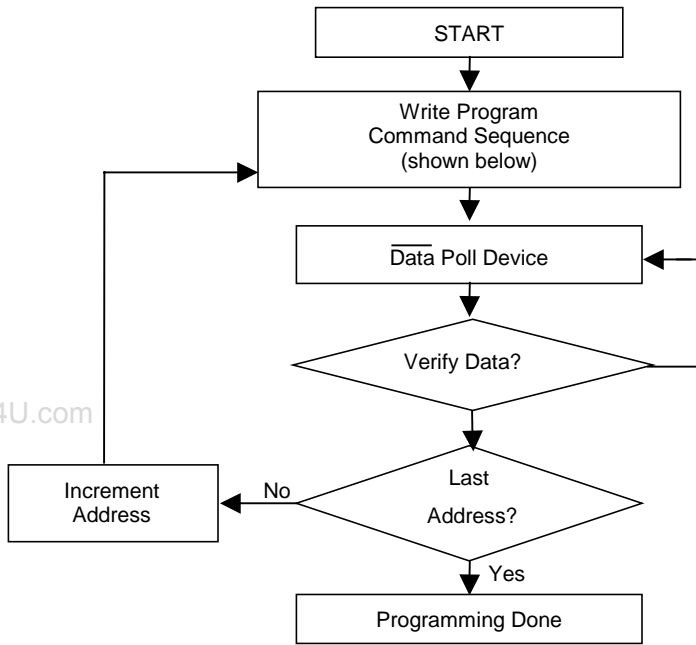 START
Write Program
Command Sequence
(shown below)
Data Poll Device
Verify Data?
4U.com
Last
Address?
No
Increment
Address
Yes
Programming Done